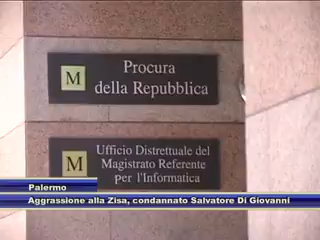 M
Procura
della Repubblica
M
Ufficio Distrettuale del
Magistrato Referente
per l'Informatica
Palermo
Aggressione alla Zisa, condannato Salvatore Di Giovanni